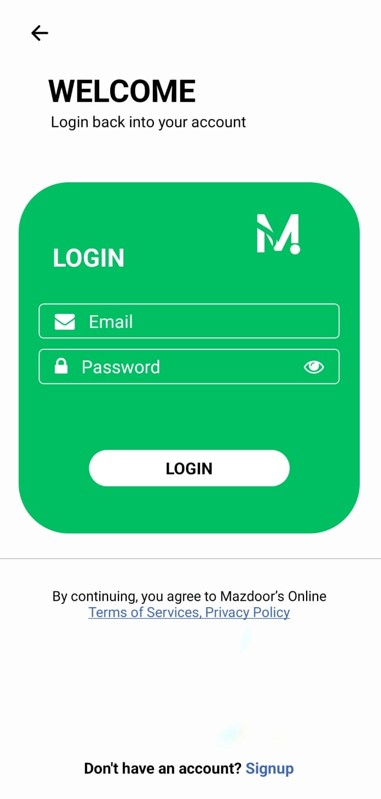 WELCOME
Login back into your account
M
LOGIN
Email
Password
LOGIN
By continuing, you agree to Mazdoor’s Online
Terms of Services, Privacy Policy
Don't have an account? Signup